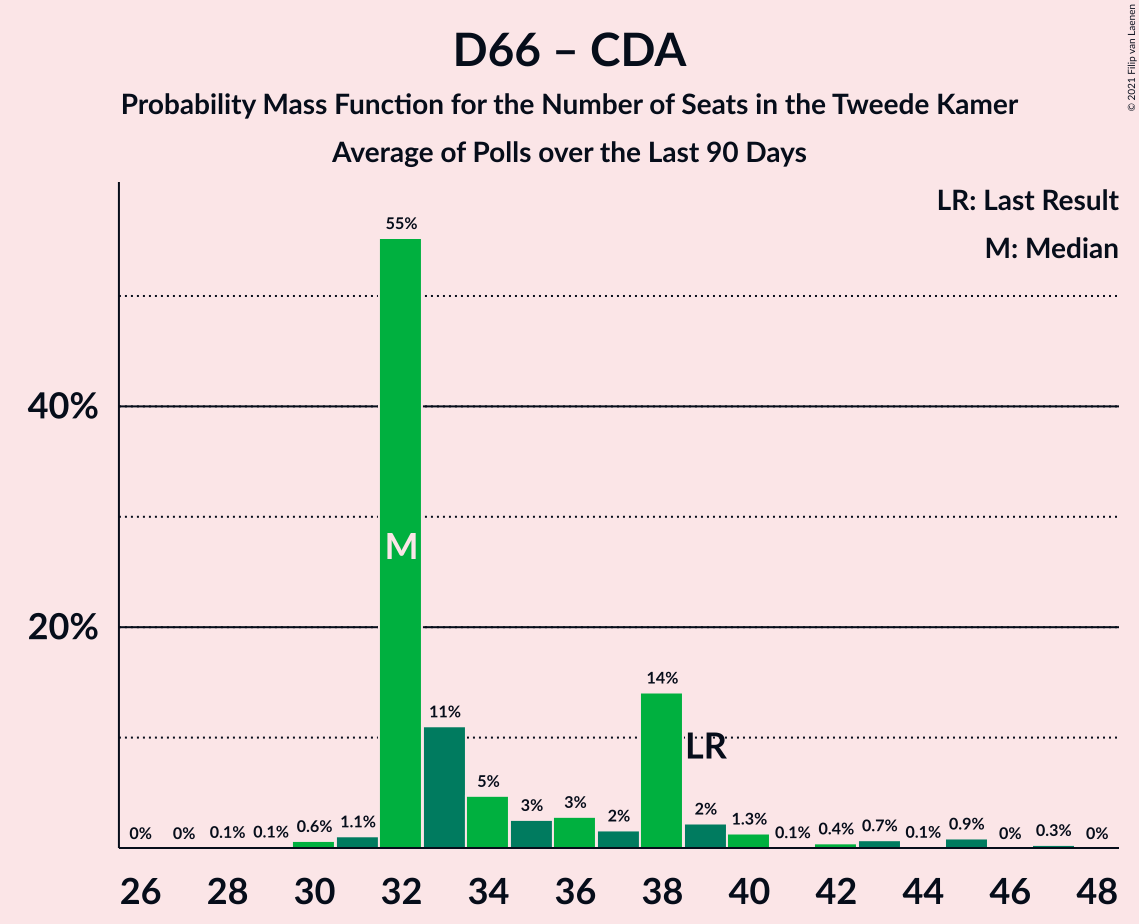 D66 – CDA
Probability Mass Function for the Number of Seats in the Tweede Kamer
Average of Polls over the Last 90 Days
© 2021 Filip van Laenen
LR: Last Result
M: Median
40%
20%
0%
0%
0.1%
0.1%
0.6%
1.1%
55%
11%
5%
3%
3%
2%
14%
2%
1.3%
0.1%
0.4%
0.7%
0.1%
0.9%
0%
0.3%
0%
M
LR
26 28 30 32 34 36 38 40 42 44 46 48